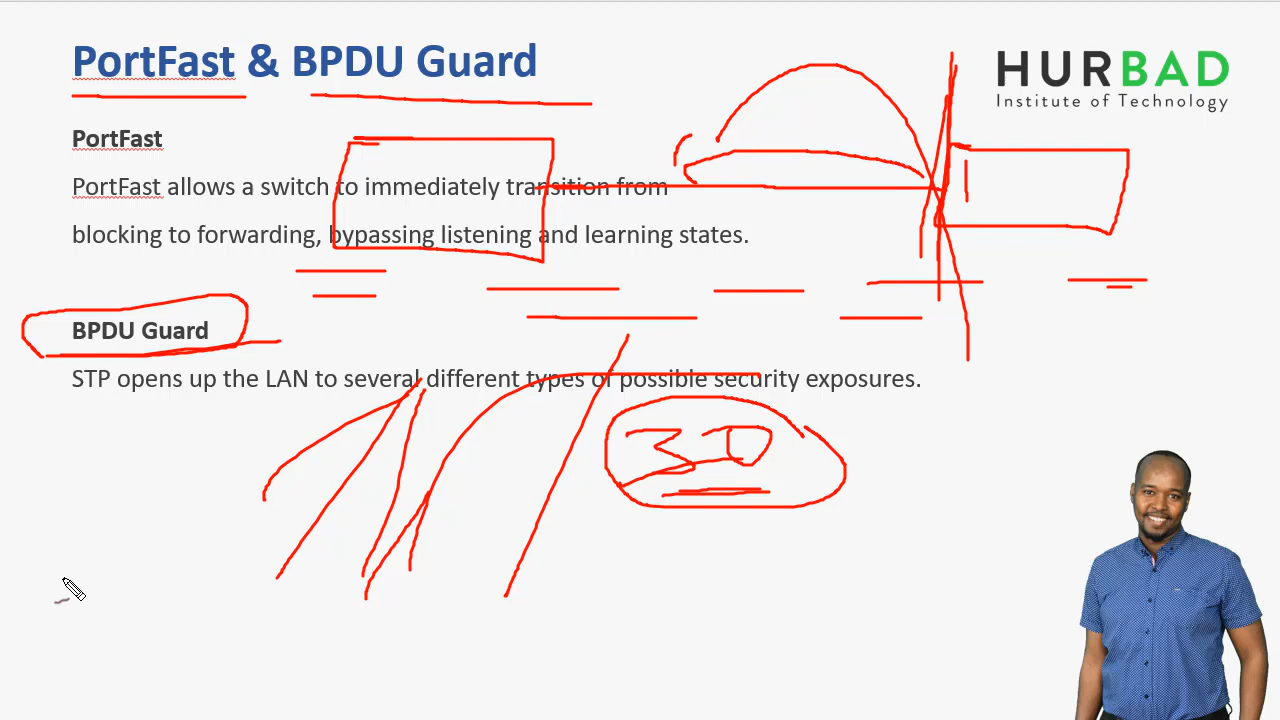 PortFast & BPDU Guard
HURBAD
Institute of Technology
PortFast
PortFast allows a switch to immediately transition from
blocking to forwarding, bypassing listening and learning states.
BPDU Guard
STP opens up the LAN to several different types of possible security exposures.
30